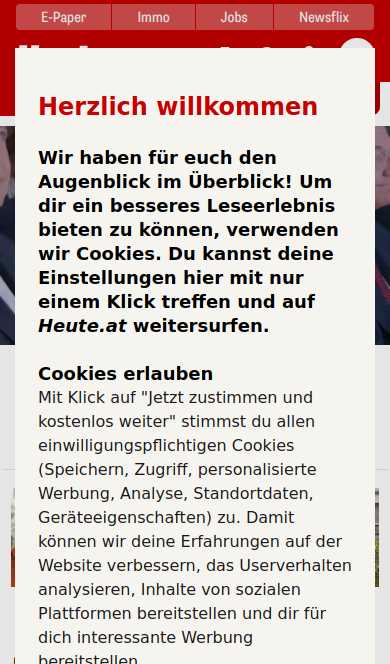 E-Paper Immo Jobs Newsflix
Herzlich willkommen
Wir haben für euch den
Augenblick im Überblick! Um
dir ein besseres Leseerlebnis
bieten zu können, verwenden
wir Cookies. Du kannst deine
Einstellungen hier mit nur
einem Klick treffen und auf
Heute.at weitersurfen.
Cookies erlauben
Mit Klick auf "Jetzt zustimmen und
kostenlos weiter" stimmst du allen
einwilligungspflichtigen Cookies
(Speichern, Zugriff, personalisierte
Werbung, Analyse, Standortdaten,
Geräteeigenschaften) zu. Damit
können wir deine Erfahrungen auf der
Website verbessern, das Userverhalten
analysieren, Inhalte von sozialen
Plattformen bereitstellen und dir für
dich interessante Werbung
bereitstellen